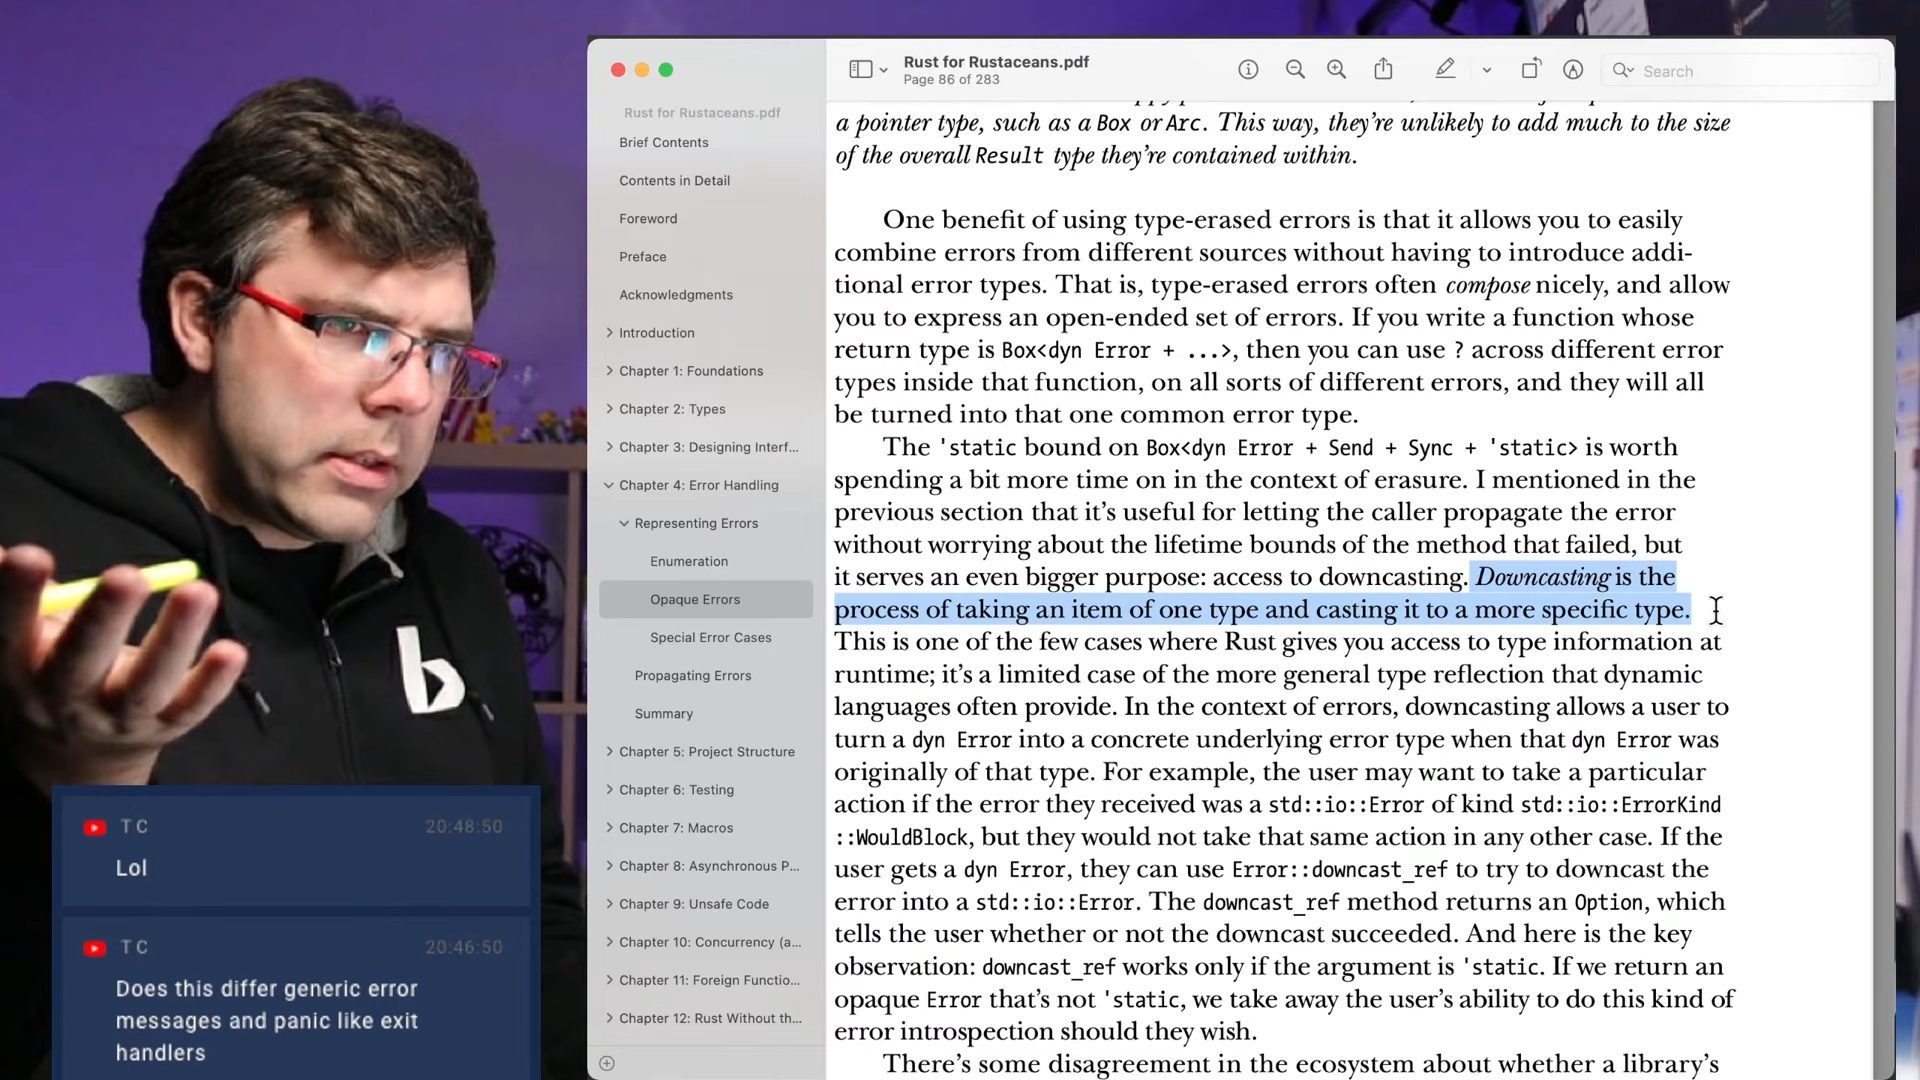 Rust for Rustaceans.pdf
Page 86 of 283
Search
Rust for Rustaceans.pdf
Brief Contents
Contents in Detail
Foreword
Preface
Acknowledgments
Introduction
Chapter 1: Foundations
Chapter 2: Types
Chapter 3: Designing Interf...
Chapter 4: Error Handling
Representing Errors
Enumeration
Opaque Errors
Special Error Cases
Propagating Errors
Summary
Chapter 5: Project Structure
Chapter 6: Testing
Chapter 7: Macros
Chapter 8: Asynchronous P...
Chapter 9: Unsafe Code
Chapter 10: Concurrency (a...
Chapter 11: Foreign Functio...
Chapter 12: Rust Without th...
a pointer type, such as a Box or Arc. This way, they're unlikely to add much to the size
of the overall Result type they're contained within.
One benefit of using type-erased errors is that it allows you to easily
combine errors from different sources without having to introduce addi-
tional error types. That is, type-erased errors often compose nicely, and allow
you to express an open-ended set of errors. If you write a function whose
return type is Box<dyn Error + ...>, then you can use ? across different error
types inside that function, on all sorts of different errors, and they will all
be turned into that one common error type.
The 'static bound on Box<dyn Error + Send + Sync + 'static> is worth
spending a bit more time on in the context of erasure. I mentioned in the
previous section that it's useful for letting the caller propagate the error
without worrying about the lifetime bounds of the method that failed, but
it serves an even bigger purpose: access to downcasting. Downcasting is the
process of taking an item of one type and casting it to a more specific type.
This is one of the few cases where Rust gives you access to type information at
runtime; it's a limited case of the more general type reflection that dynamic
languages often provide. In the context of errors, downcasting allows a user to
turn a dyn Error into a concrete underlying error type when that dyn Error was
originally of that type. For example, the user may want to take a particular
action if the error they received was a std::io::Error of kind std::io::ErrorKind
::WouldBlock, but they would not take that same action in any other case. If the
user gets a dyn Error, they can use Error::downcast_ref to try to downcast the
error into a std::io::Error. The downcast_ref method returns an Option, which
tells the user whether or not the downcast succeeded. And here is the key
observation: downcast_ref works only if the argument is 'static. If we return an
opaque Error that's not 'static, we take away the user's ability to do this kind of
error introspection should they wish.
There's some disagreement in the ecosystem about whether a library's
b
T C 20:48:50
Lol
T C 20:46:50
Does this differ generic error
messages and panic like exit
handlers